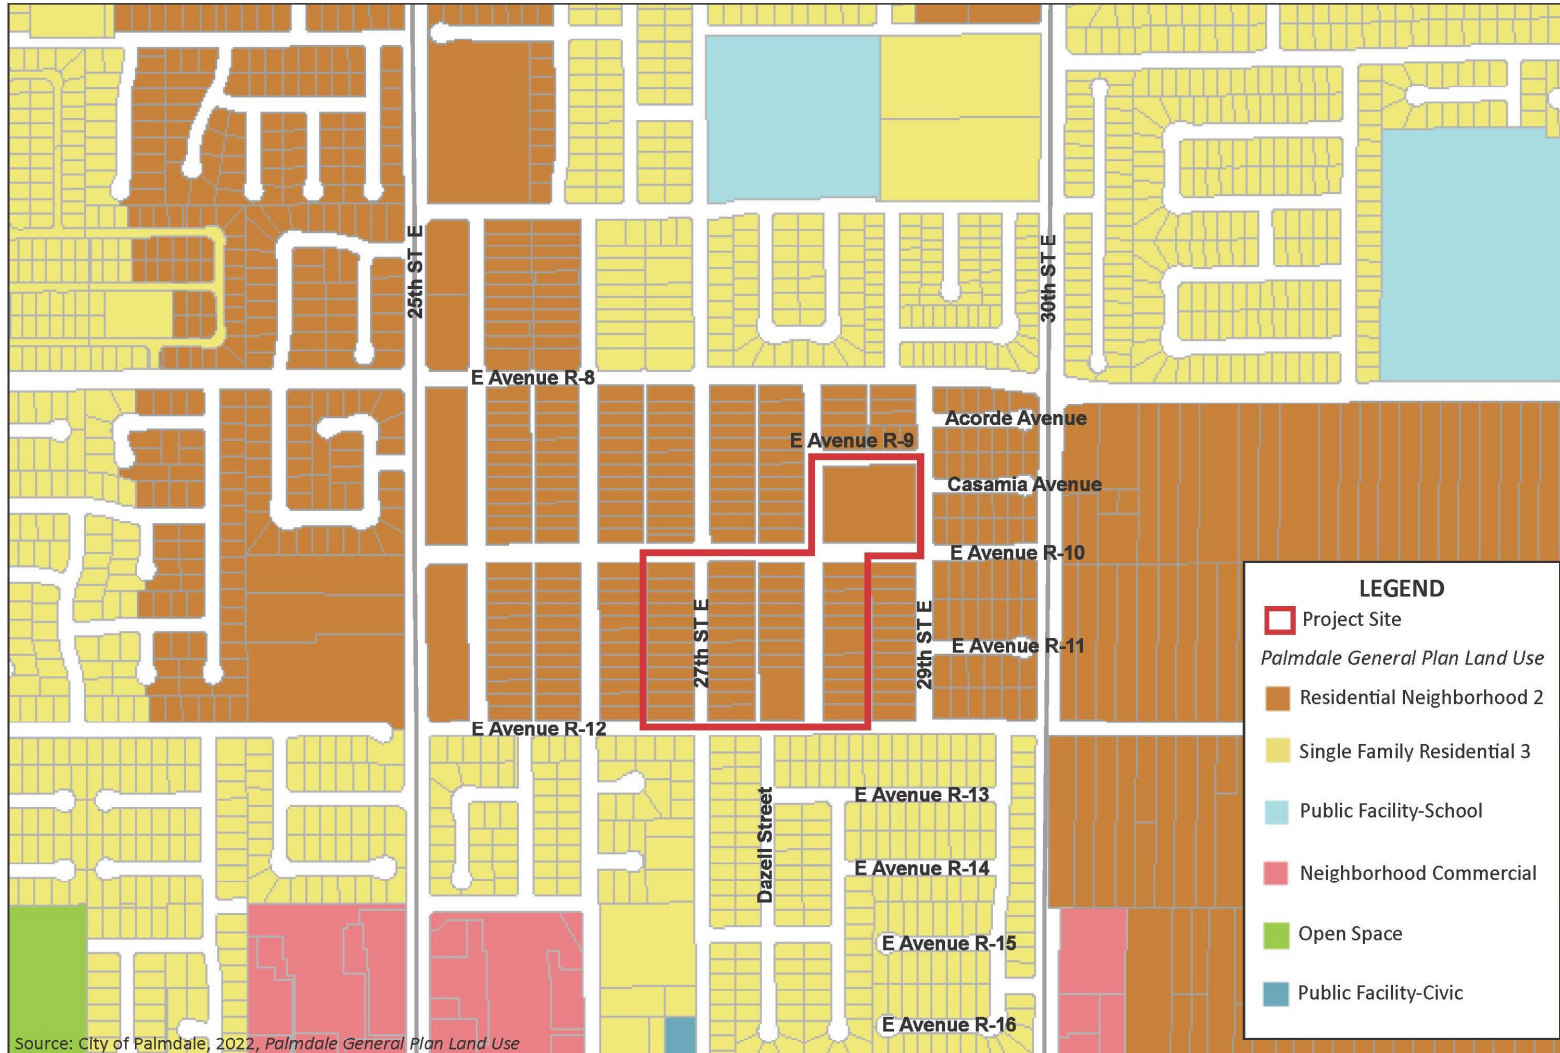 25th ST E
30th ST E
E Avenue R-8
Acorde Avenue
E Avenue R-9
Casamia Avenue
E Avenue R-10
27th ST E
29th ST E
E Avenue R-11
E Avenue R-12
Dazell Street
E Avenue R-13
E Avenue R-14
E Avenue R-15
E Avenue R-16
LEGEND
Project Site
Palmdale General Plan Land Use
Residential Neighborhood 2
Single Family Residential 3
Public Facility-School
Neighborhood Commercial
Open Space
Public Facility-Civic
Source: City of Palmdale, 2022, Palmdale General Plan Land Use